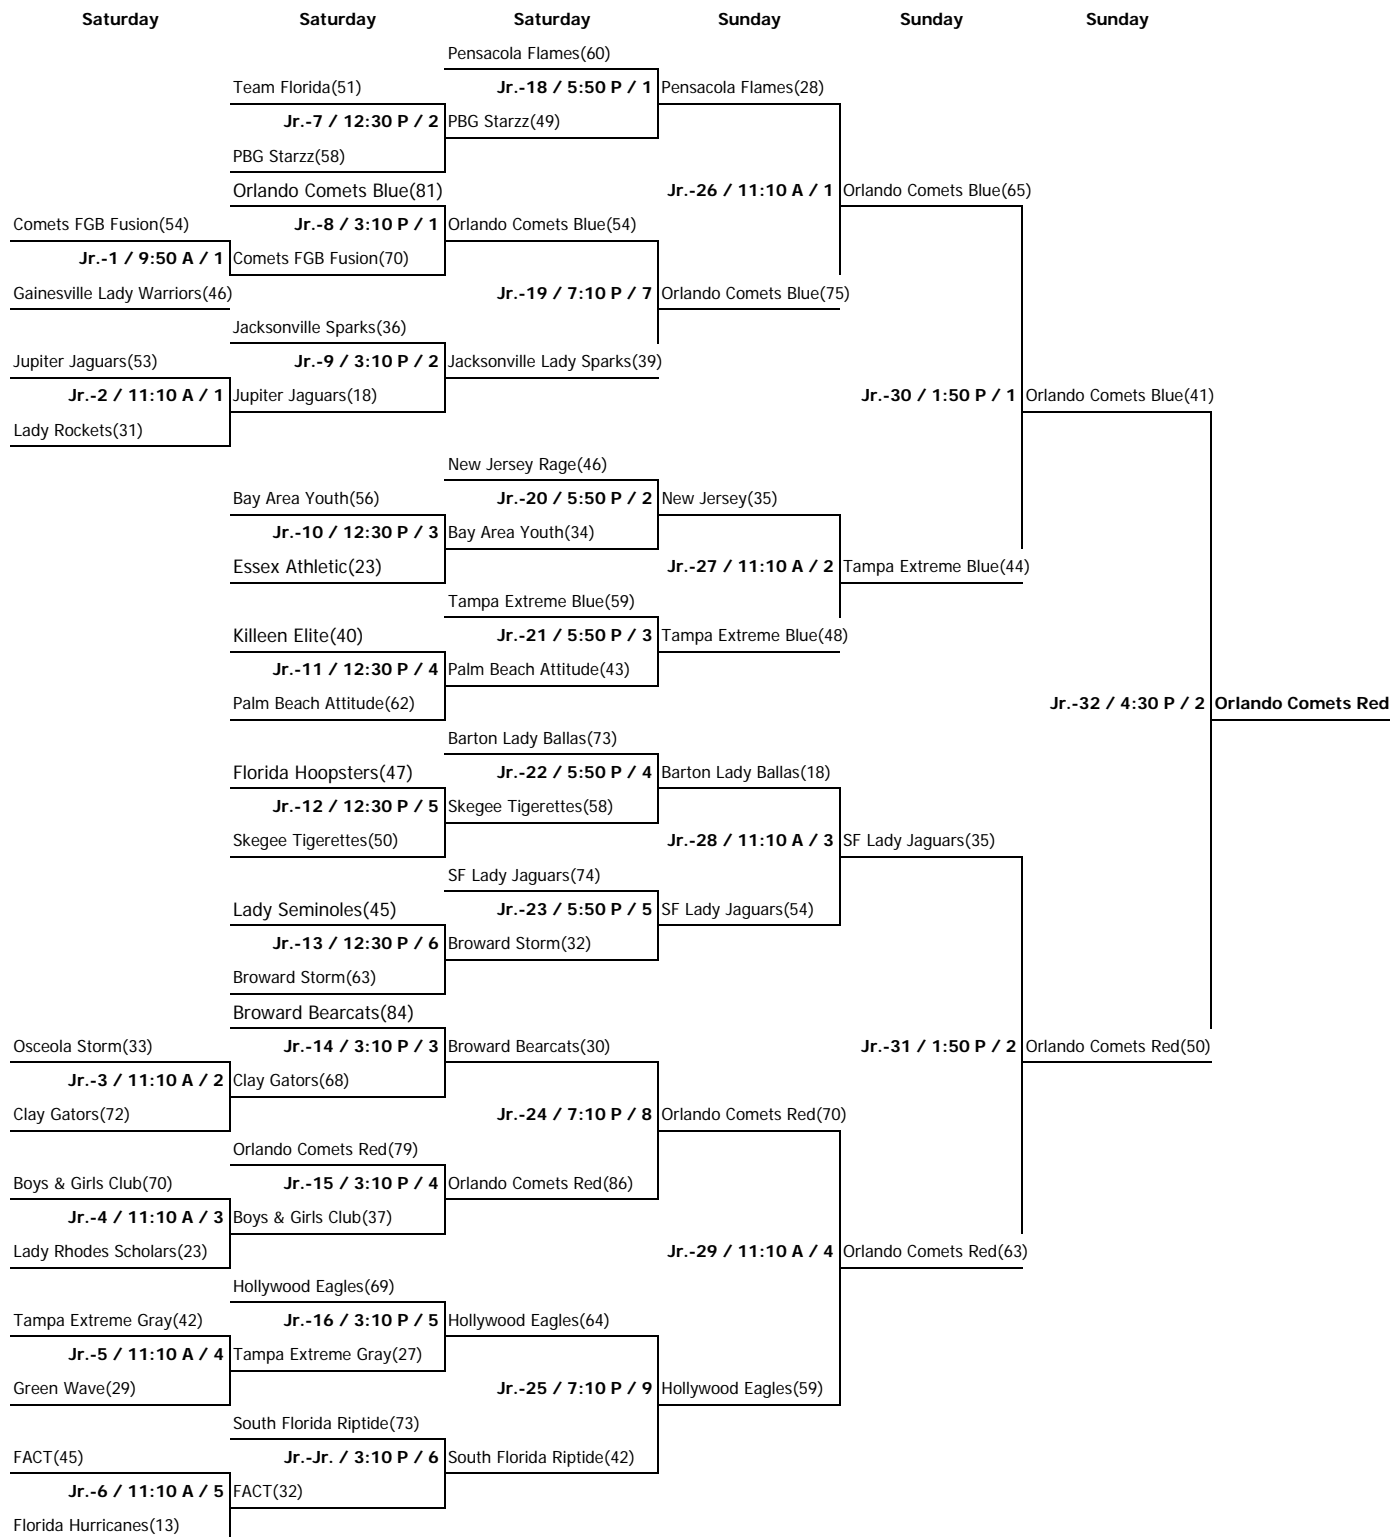 Saturday Saturday Saturday Sunday Sunday Sunday
Pensacola Flames(60)
Team Florida(51) Jr.-18 / 5:50 P / 1 Pensacola Flames(28)
Jr.-7 / 12:30 P / 2 PBG Starzz(49)
PBG Starzz(58)
Orlando Comets Blue(81) Jr.-26 / 11:10 A / 1 Orlando Comets Blue(65)
Comets FGB Fusion(54) Jr.-8 / 3:10 P / 1 Orlando Comets Blue(54)
Jr.-1 / 9:50 A / 1 Comets FGB Fusion(70)
Gainesville Lady Warriors(46) Jr.-19 / 7:10 P / 7 Orlando Comets Blue(75)
Jacksonville Sparks(36)
Jupiter Jaguars(53) Jr.-9 / 3:10 P / 2 Jacksonville Lady Sparks(39)
Jr.-2 / 11:10 A / 1 Jupiter Jaguars(18) Jr.-30 / 1:50 P / 1 Orlando Comets Blue(41)
Lady Rockets(31)
New Jersey Rage(46)
Bay Area Youth(56) Jr.-20 / 5:50 P / 2 New Jersey(35)
Jr.-10 / 12:30 P / 3 Bay Area Youth(34)
Essex Athletic(23) Jr.-27 / 11:10 A / 2 Tampa Extreme Blue(44)
Tampa Extreme Blue(59)
Killeen Elite(40) Jr.-21 / 5:50 P / 3 Tampa Extreme Blue(48)
Jr.-11 / 12:30 P / 4 Palm Beach Attitude(43)
Palm Beach Attitude(62) Jr.-32 / 4:30 P / 2 Orlando Comets Red
Barton Lady Ballas(73)
Florida Hoopsters(47) Jr.-22 / 5:50 P / 4 Barton Lady Ballas(18)
Jr.-12 / 12:30 P / 5 Skegee Tigerettes(58)
Skegee Tigerettes(50) Jr.-28 / 11:10 A / 3 SF Lady Jaguars(35)
SF Lady Jaguars(74)
Lady Seminoles(45) Jr.-23 / 5:50 P / 5 SF Lady Jaguars(54)
Jr.-13 / 12:30 P / 6 Broward Storm(32)
Broward Storm(63)
Broward Bearcats(84)
Osceola Storm(33) Jr.-14 / 3:10 P / 3 Broward Bearcats(30) Jr.-31 / 1:50 P / 2 Orlando Comets Red(50)
Jr.-3 / 11:10 A / 2 Clay Gators(68)
Clay Gators(72) Jr.-24 / 7:10 P / 8 Orlando Comets Red(70)
Orlando Comets Red(79)
Boys & Girls Club(70) Jr.-15 / 3:10 P / 4 Orlando Comets Red(86)
Jr.-4 / 11:10 A / 3 Boys & Girls Club(37)
Lady Rhodes Scholars(23) Jr.-29 / 11:10 A / 4 Orlando Comets Red(63)
Hollywood Eagles(69)
Tampa Extreme Gray(42) Jr.-16 / 3:10 P / 5 Hollywood Eagles(64)
Jr.-5 / 11:10 A / 4 Tampa Extreme Gray(27)
Green Wave(29) Jr.-25 / 7:10 P / 9 Hollywood Eagles(59)
South Florida Riptide(73)
FACT(45) Jr.-Jr. / 3:10 P / 6 South Florida Riptide(42)
Jr.-6 / 11:10 A / 5 FACT(32)
Florida Hurricanes(13)